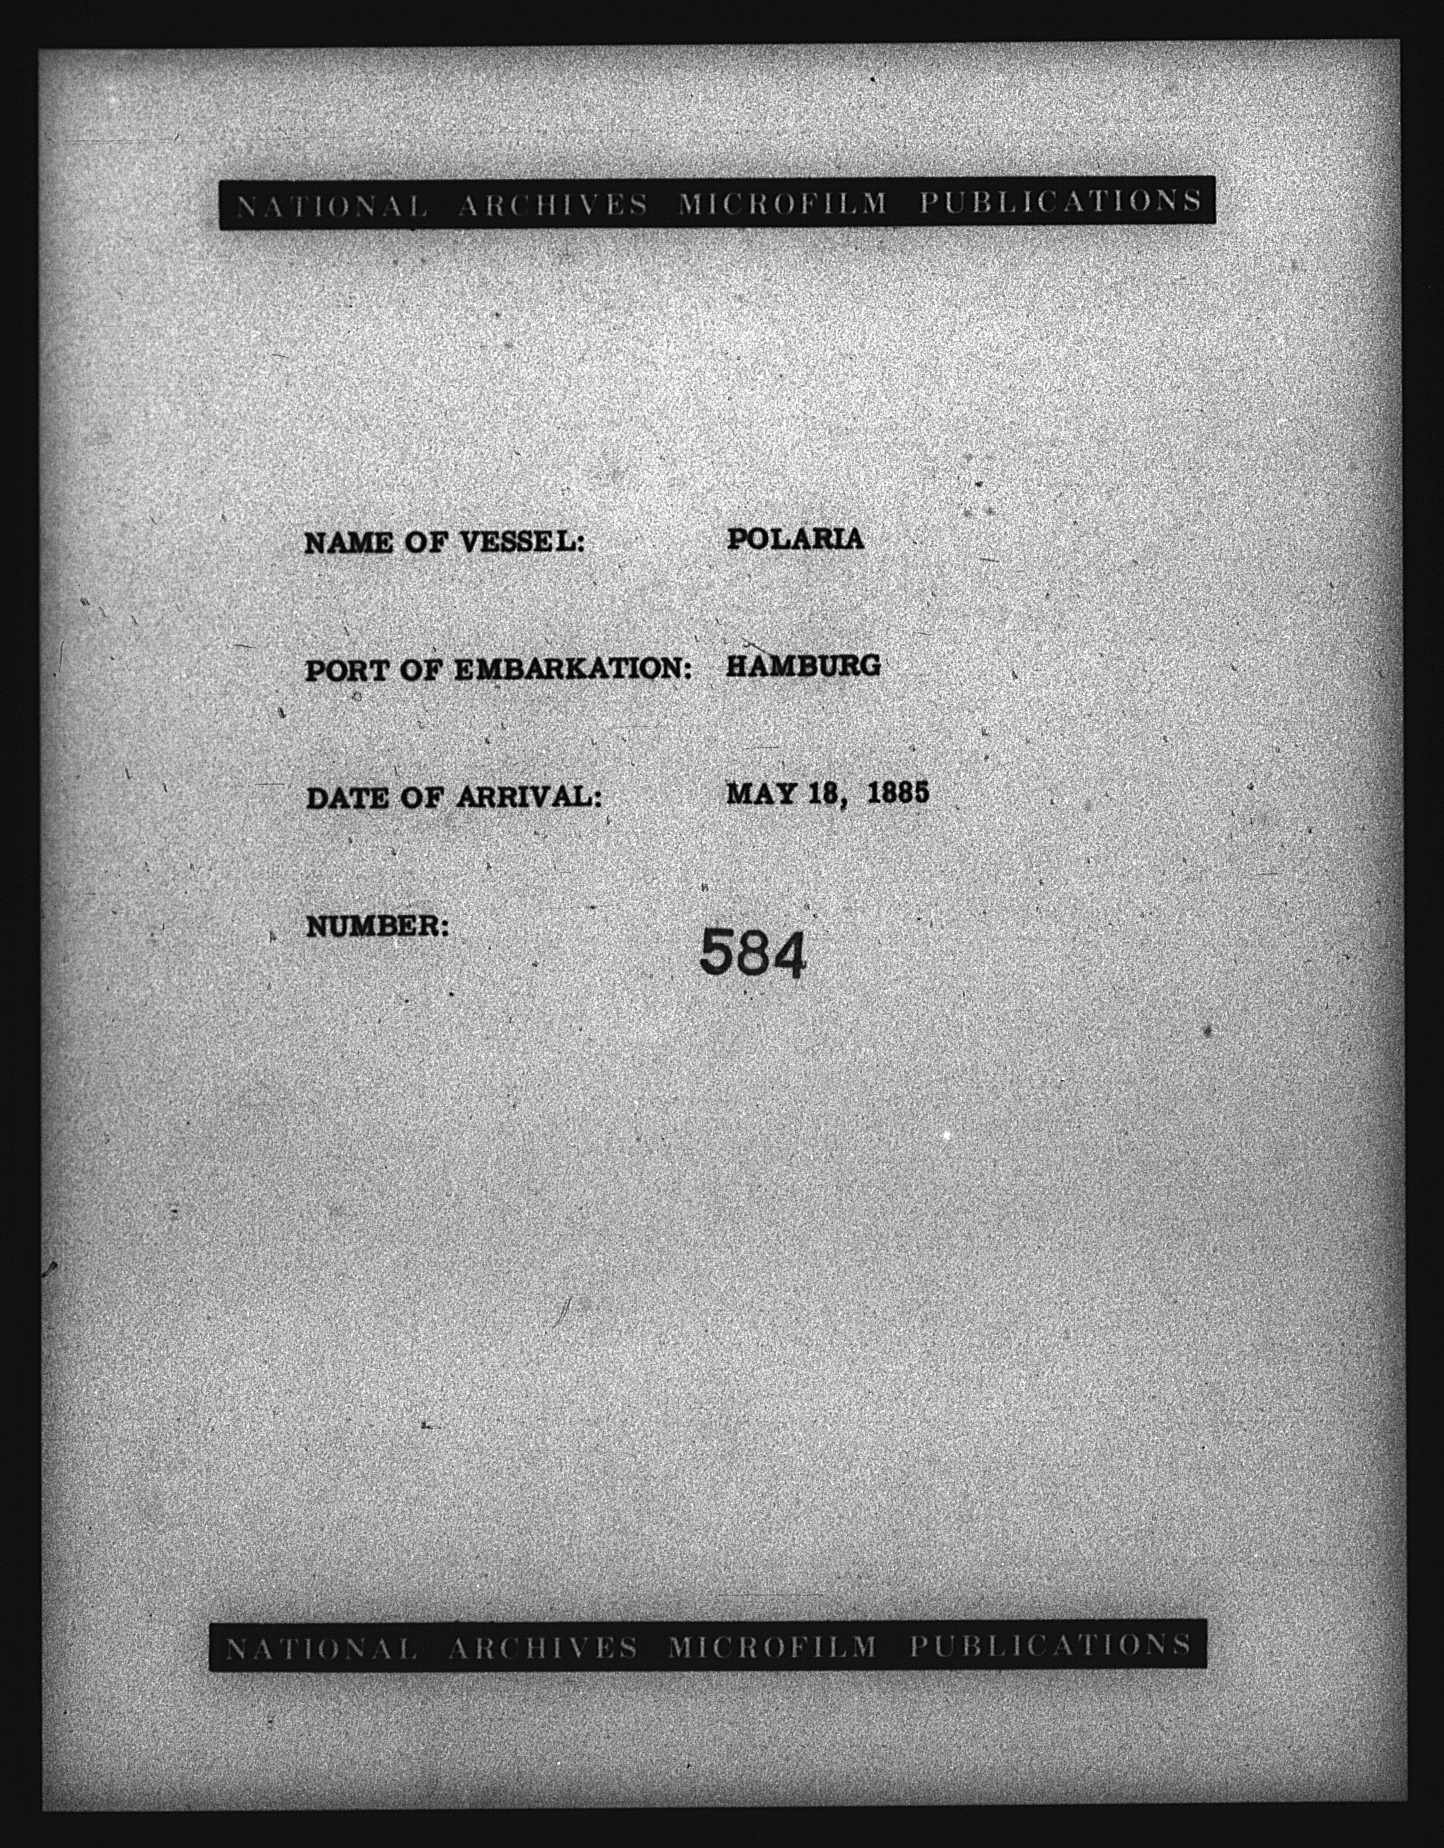 NATIONAL ARCHIVES MICROFILM PUBLICATIONS
NAME OF VESSEL: POLARIA
PORT OF EMBARKATION: HAMBURG
DATE OF ARRIVAL: MAY 18, 1885
NUMBER: 584
NATIONAL ARCHIVES MICROFILM PUBLICATIONS